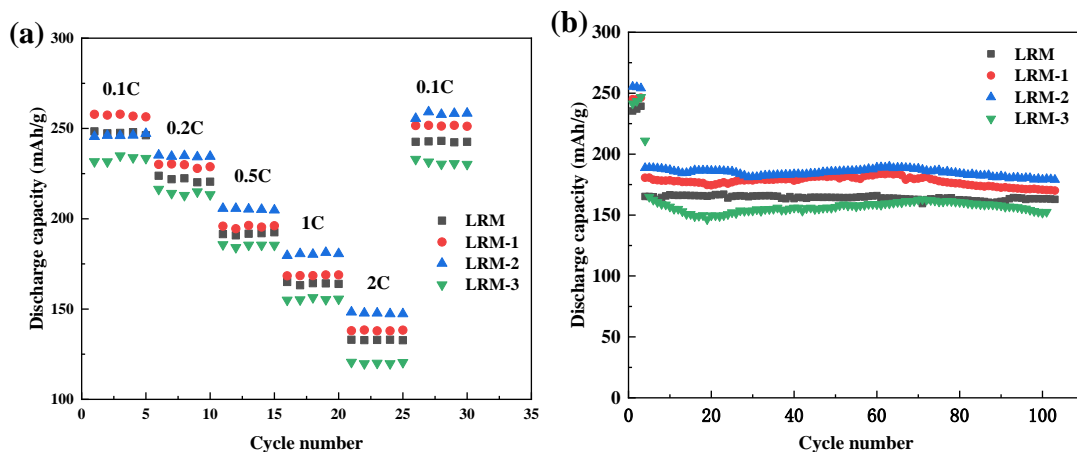 (a)
300
250
200
150
100
0
5
10
15
20
25
30
35
Discharge capacity (mAh/g)
Cycle number
0.1C
0.2C
0.5C
1C
2C
0.1C
LRM
LRM-1
LRM-2
LRM-3
(b)
300
250
200
150
100
50
0
0
20
40
60
80
100
Discharge capacity (mAh/g)
Cycle number
LRM
LRM-1
LRM-2
LRM-3